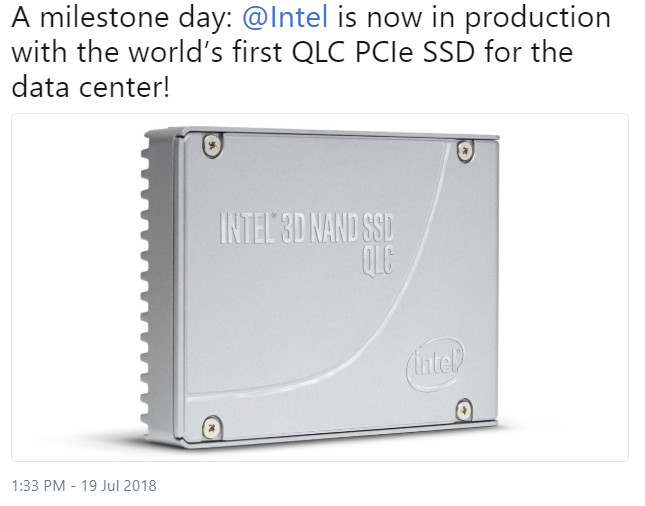 A milestone day: @Intel is now in production
with the world's first QLC PCIe SSD for the
data center!
INTEL® 3D NAND SSD
QLC
intel®
1:33 PM - 19 Jul 2018